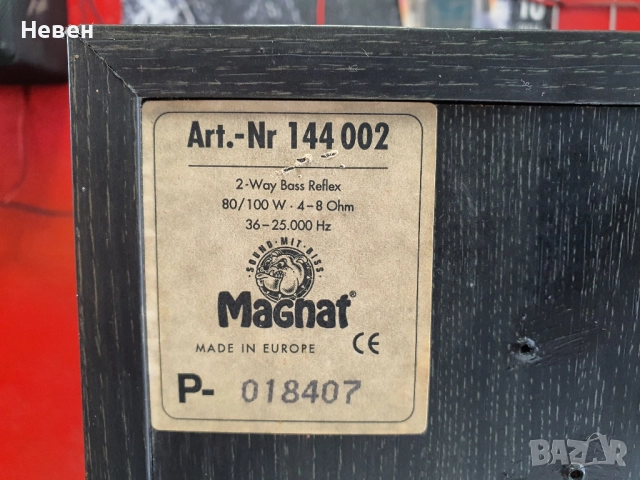 Невен
10
Art.-Nr 144 002
2-Way Bass Reflex
80/100 W · 4–8 Ohm
36–25.000 Hz
·SOUND·MIT·BISS·
Magnat®
MADE IN EUROPE CE
P- 018407
BAZAR